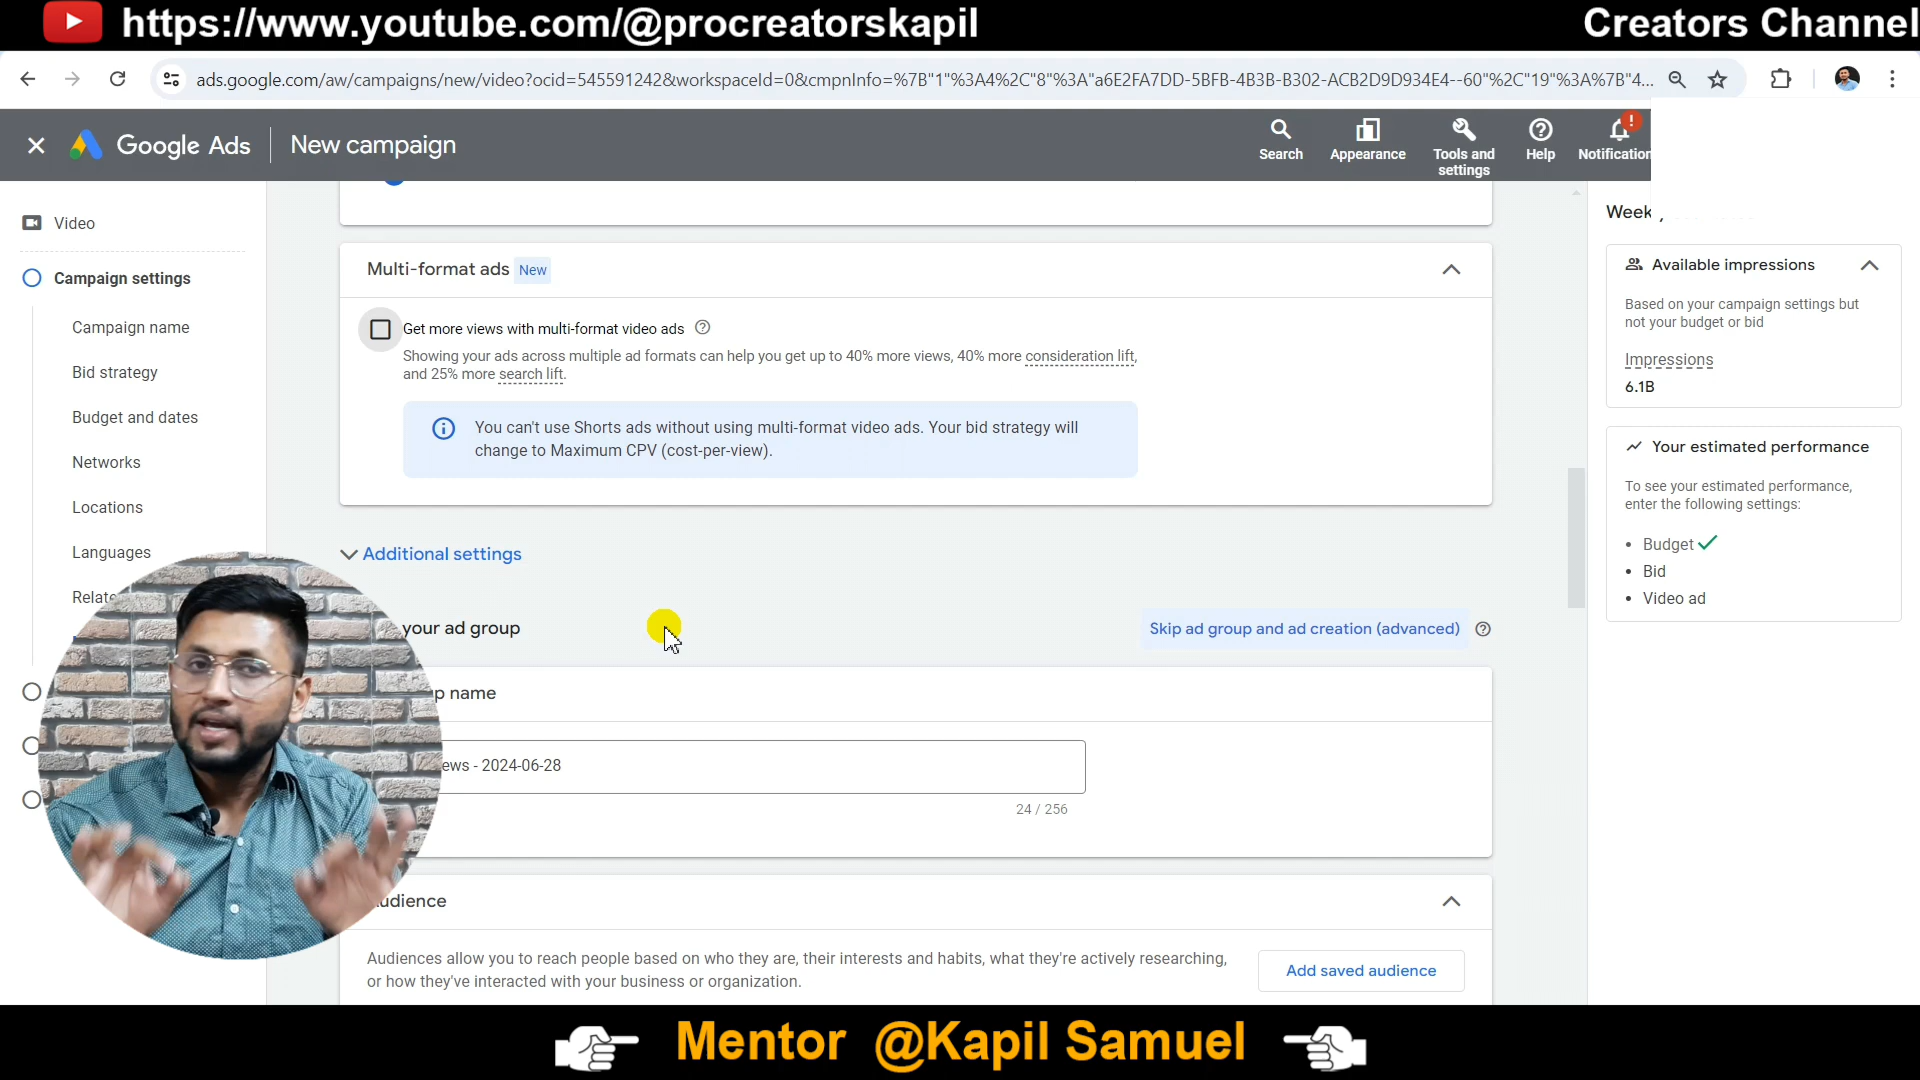 https://www.youtube.com/@procreatorskapil
Creators Channel
ads.google.com/aw/campaigns/new/video?ocid=545591242&workspaceId=0&cmpnInfo=%7B"1"%3A4%2C"8"%3A"a6E2FA7DD-5BFB-4B3B-B302-ACB2D9D934E4--60"%2C"19"%3A%7B"4...
Google Ads
New campaign
Search
Appearance
Tools and
settings
Help
Notification
Video
Campaign settings
Campaign name
Bid strategy
Budget and dates
Networks
Locations
Languages
Relate
Multi-format ads New
Get more views with multi-format video ads
Showing your ads across multiple ad formats can help you get up to 40% more views, 40% more consideration lift,
and 25% more search lift.
You can't use Shorts ads without using multi-format video ads. Your bid strategy will
change to Maximum CPV (cost-per-view).
Additional settings
your ad group
Skip ad group and ad creation (advanced)
p name
ews - 2024-06-28
24 / 256
udience
Audiences allow you to reach people based on who they are, their interests and habits, what they're actively researching,
or how they've interacted with your business or organization.
Add saved audience
Week
Available impressions
Based on your campaign settings but
not your budget or bid
Impressions
6.1B
Your estimated performance
To see your estimated performance,
enter the following settings:
• Budget
• Bid
• Video ad
Mentor @Kapil Samuel